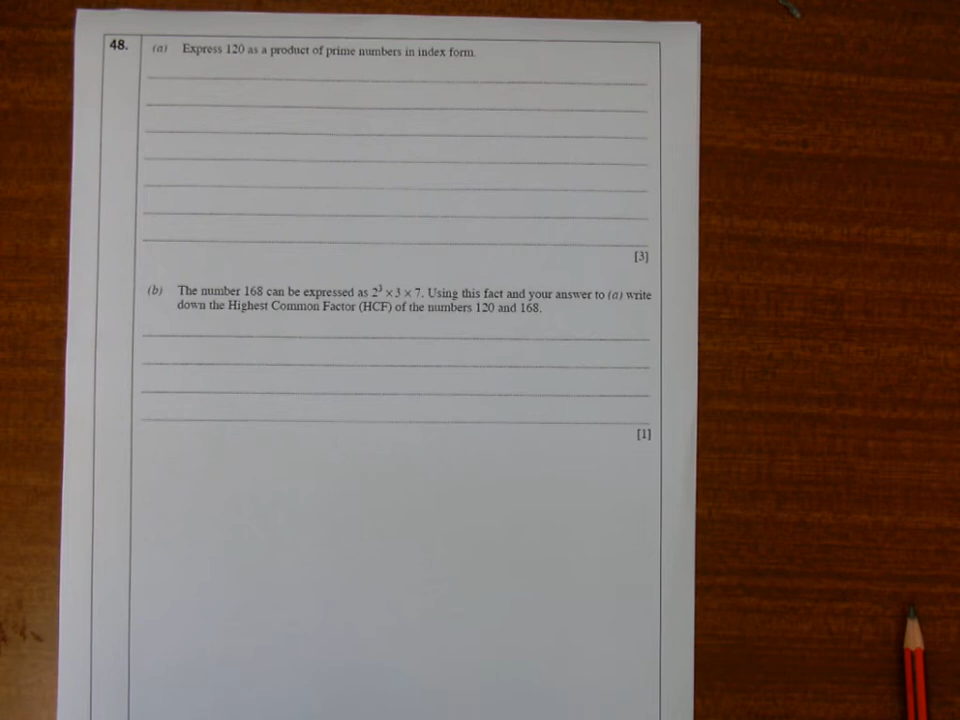 48. (a) Express 120 as a product of prime numbers in index form.
[3]
(b) The number 168 can be expressed as 2³ × 3 × 7. Using this fact and your answer to (a) write
down the Highest Common Factor (HCF) of the numbers 120 and 168.
[1]